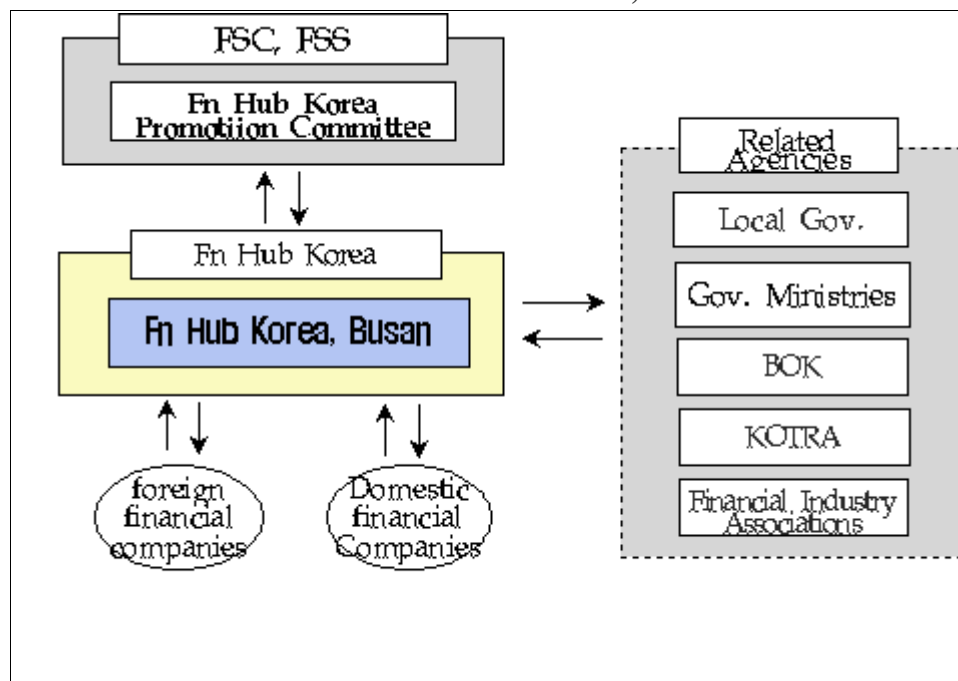 FSC, FSS
Fn Hub Korea
Promotiion Committee
Fn Hub Korea
Fn Hub Korea, Busan
foreign
financial
companies
Domestic
financial
Companies
Related
Agencies
Local Gov.
Gov. Ministries
BOK
KOTRA
Financial Industry
Associations